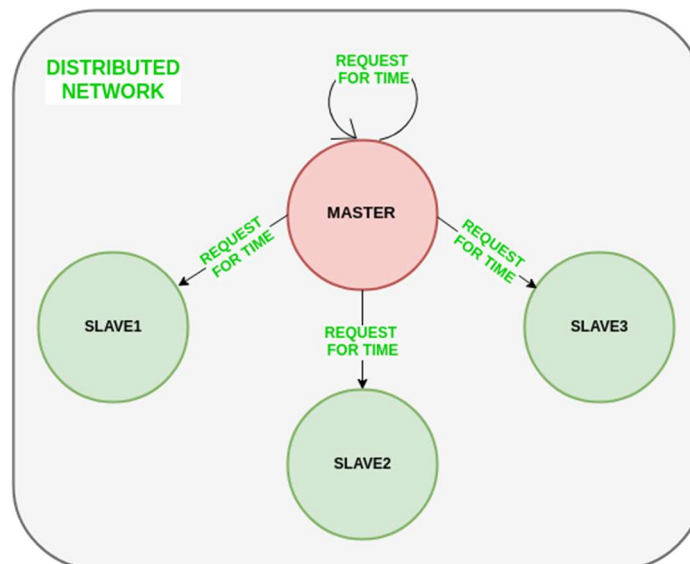 DISTRIBUTED
NETWORK
REQUEST
FOR TIME
MASTER
REQUEST
FOR TIME
REQUEST
FOR TIME
SLAVE1
REQUEST
FOR TIME
SLAVE3
SLAVE2